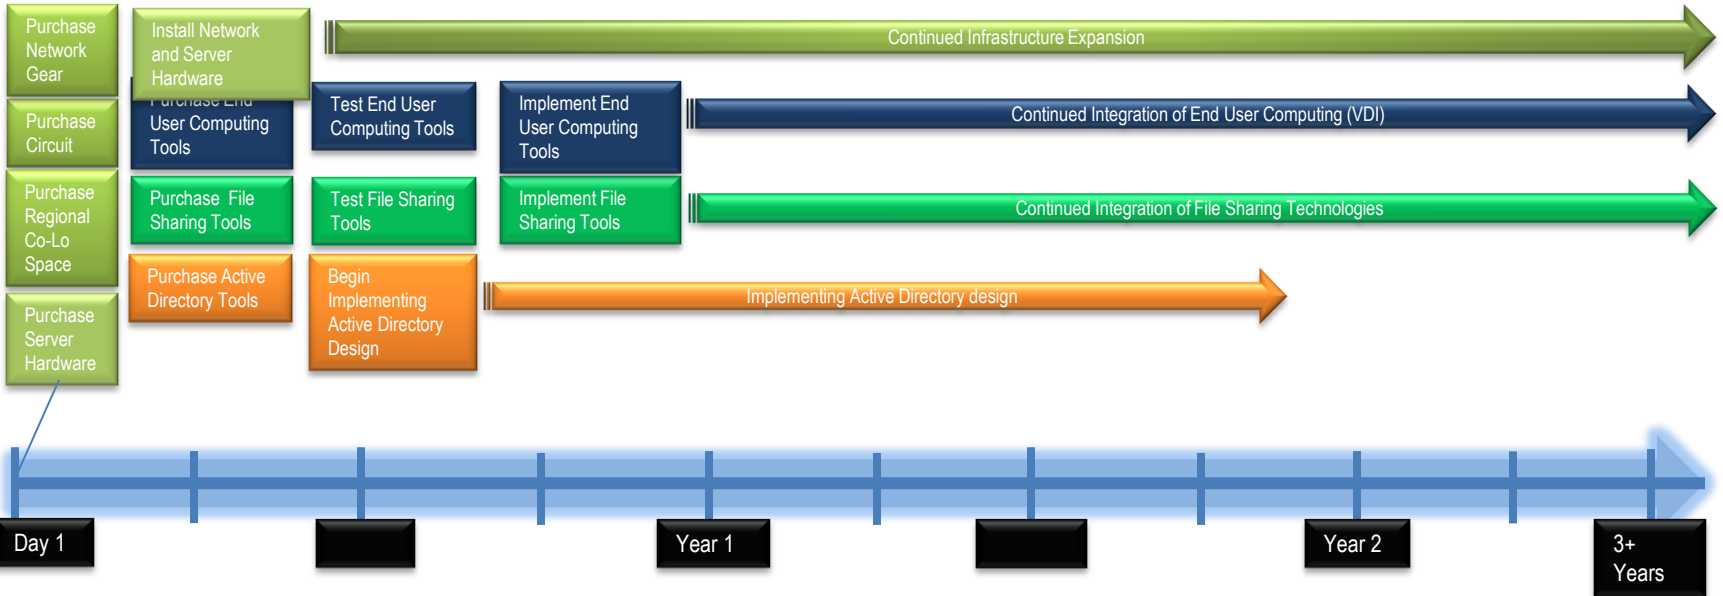 Purchase
Network
Gear
Install Network
and Server
Hardware
Continued Infrastructure Expansion
Purchase
Circuit
Purchase End
User Computing
Tools
Test End User
Computing Tools
Implement End
User Computing
Tools
Continued Integration of End User Computing (VDI)
Purchase
Regional
Co-Lo
Space
Purchase File
Sharing Tools
Test File Sharing
Tools
Implement File
Sharing Tools
Continued Integration of File Sharing Technologies
Purchase Active
Directory Tools
Begin
Implementing
Active Directory
Design
Implementing Active Directory design
Purchase
Server
Hardware
Day 1
Year 1
Year 2
3+
Years